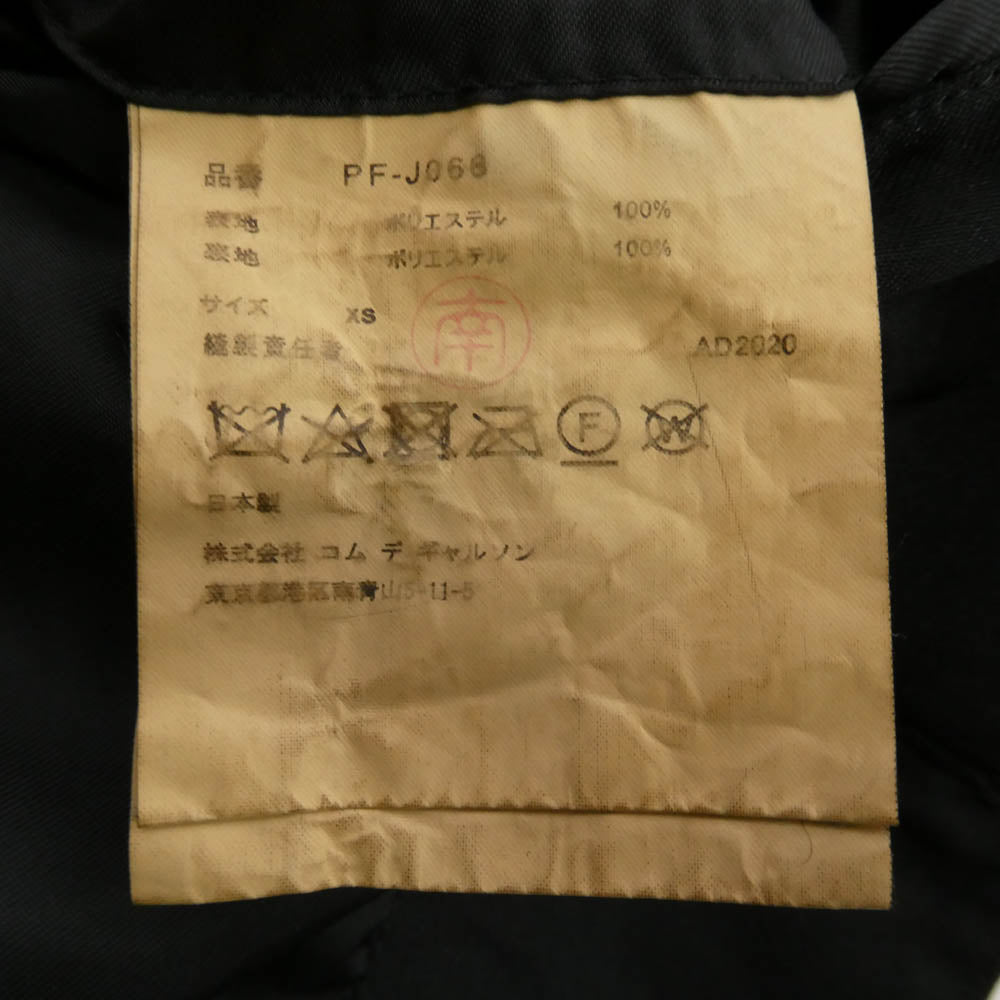 品番 PF-J066
表地 ポリエステル 100%
裏地 ポリエステル 100%
サイズ XS
南
縫製責任者 AD2020
F
W
日本製
株式会社 コム デ ギャルソン
東京都港区南青山5-11-5